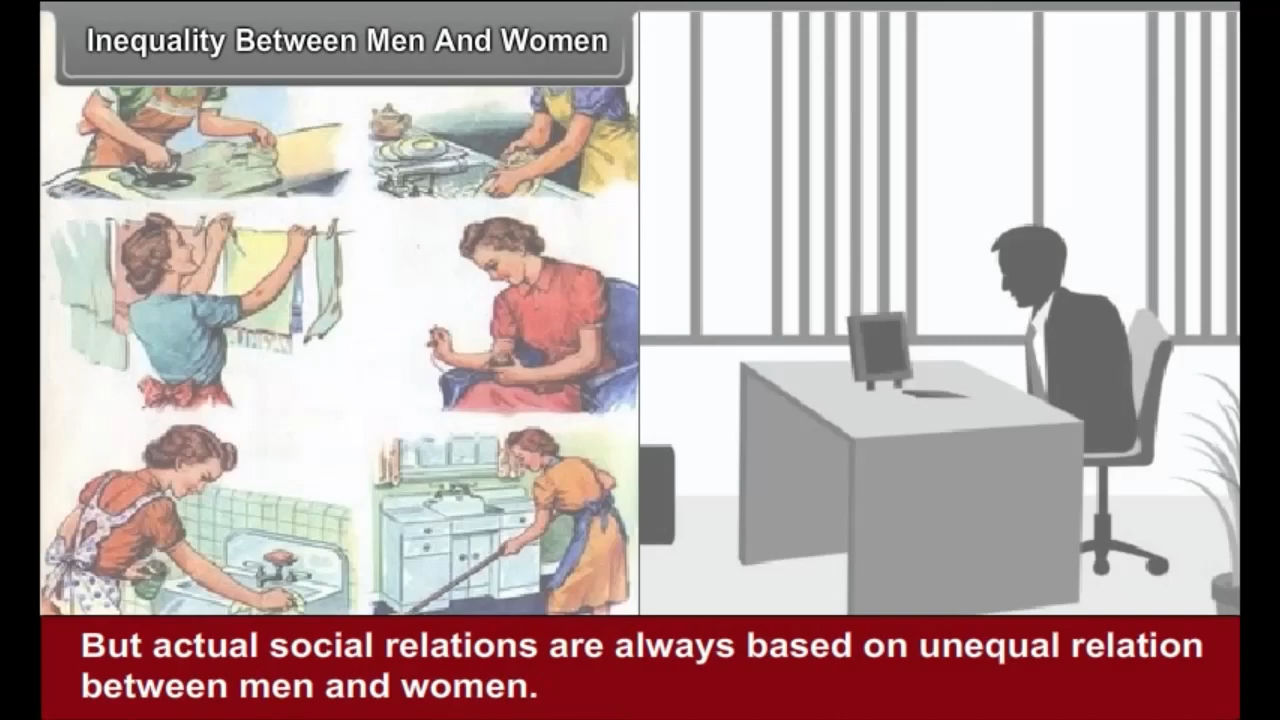 Inequality Between Men And Women
But actual social relations are always based on unequal relation
between men and women.